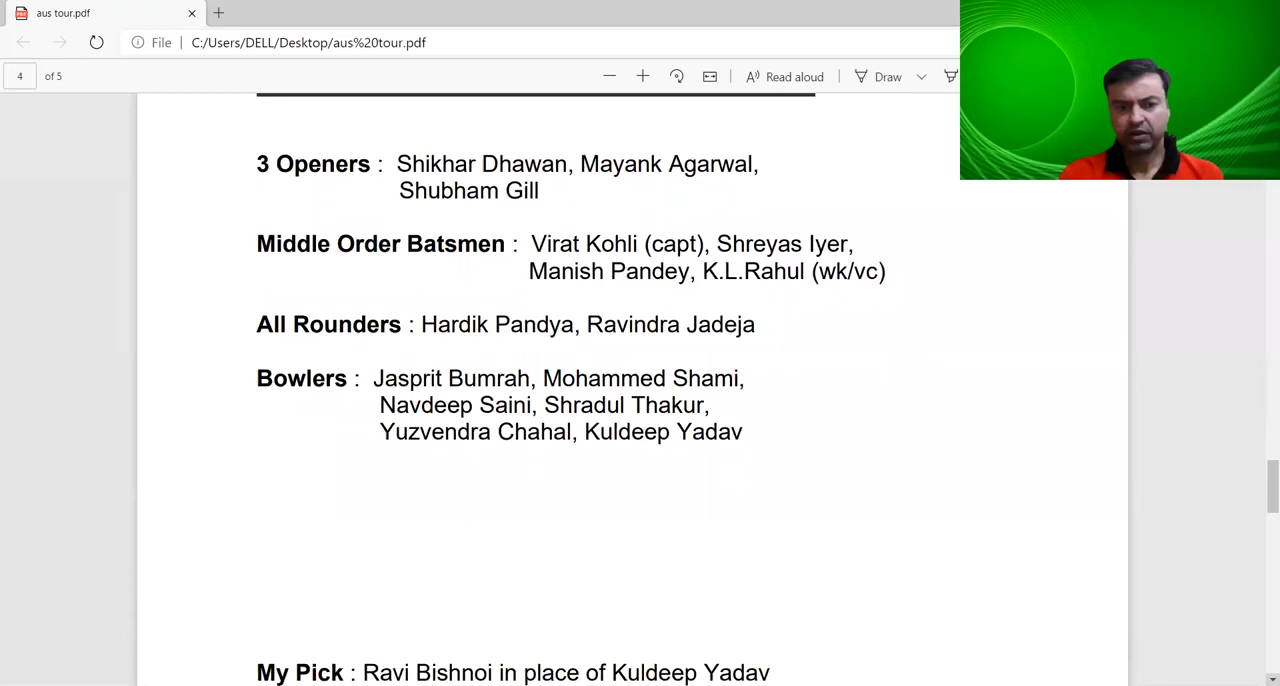 aus tour.pdf
File | C:/Users/DELL/Desktop/aus%20tour.pdf
4 of 5 Read aloud Draw
3 Openers : Shikhar Dhawan, Mayank Agarwal,
Shubham Gill
Middle Order Batsmen : Virat Kohli (capt), Shreyas Iyer,
Manish Pandey, K.L.Rahul (wk/vc)
All Rounders : Hardik Pandya, Ravindra Jadeja
Bowlers : Jasprit Bumrah, Mohammed Shami,
Navdeep Saini, Shradul Thakur,
Yuzvendra Chahal, Kuldeep Yadav
My Pick : Ravi Bishnoi in place of Kuldeep Yadav